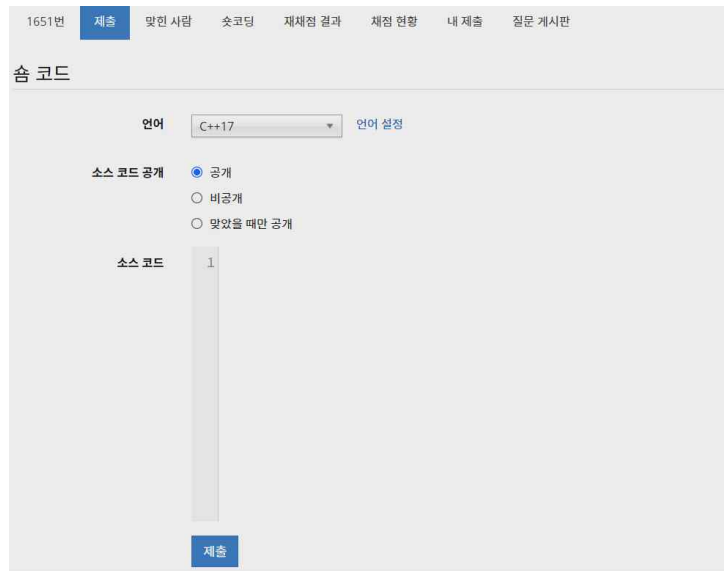 1651번 제출 맞힌 사람 숏코딩 재채점 결과 채점 현황 내 제출 질문 게시판
숌 코드
언어 C++17 언어 설정
소스 코드 공개 공개
비공개
맞았을 때만 공개
소스 코드 1
제출